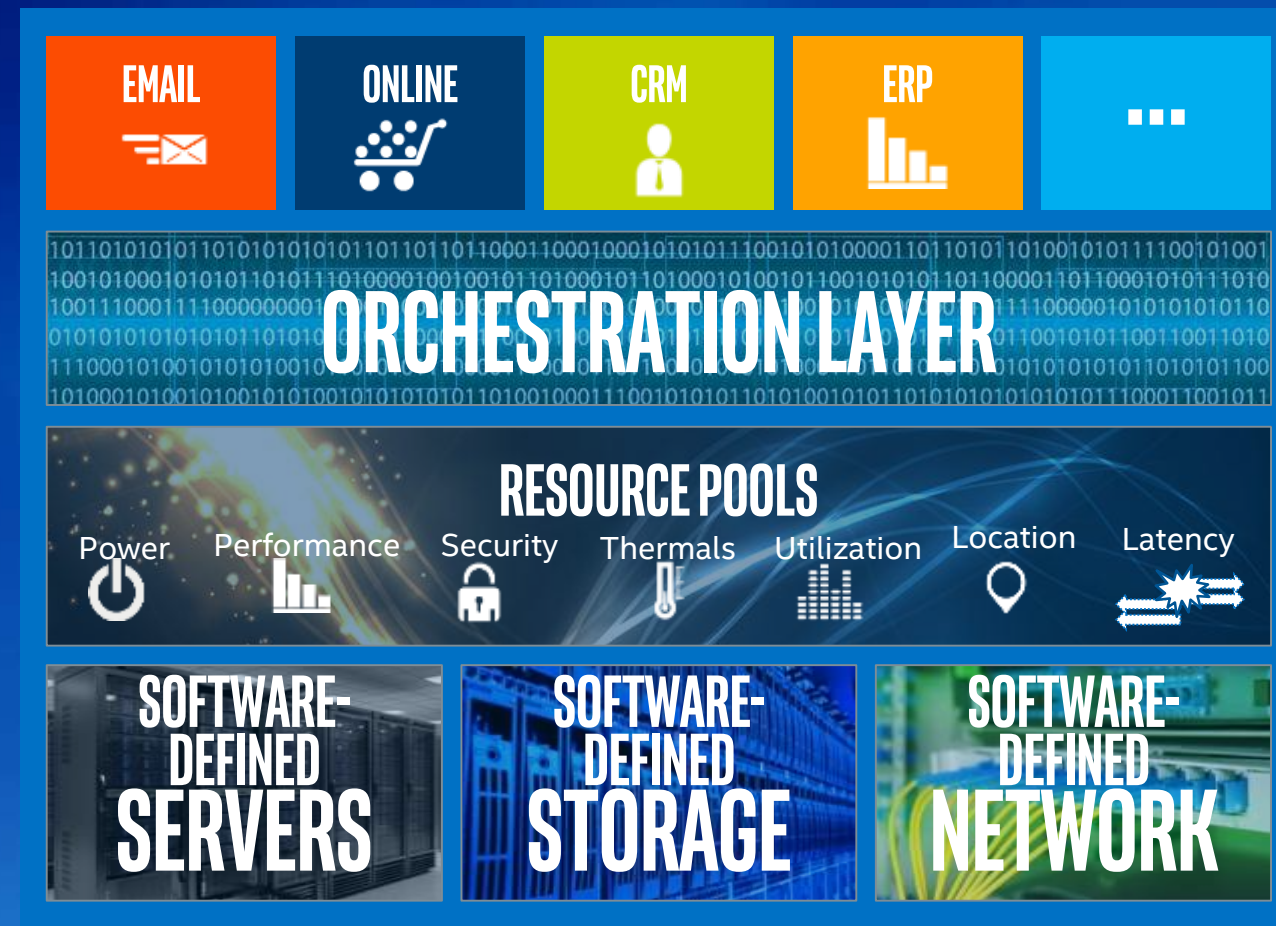 EMAIL
ONLINE
CRM
ERP
...
ORCHESTRATION LAYER
RESOURCE POOLS
Power
Performance
Security
Thermals
Utilization
Location
Latency
SOFTWARE-
DEFINED
SERVERS
SOFTWARE-
DEFINED
STORAGE
SOFTWARE-
DEFINED
NETWORK